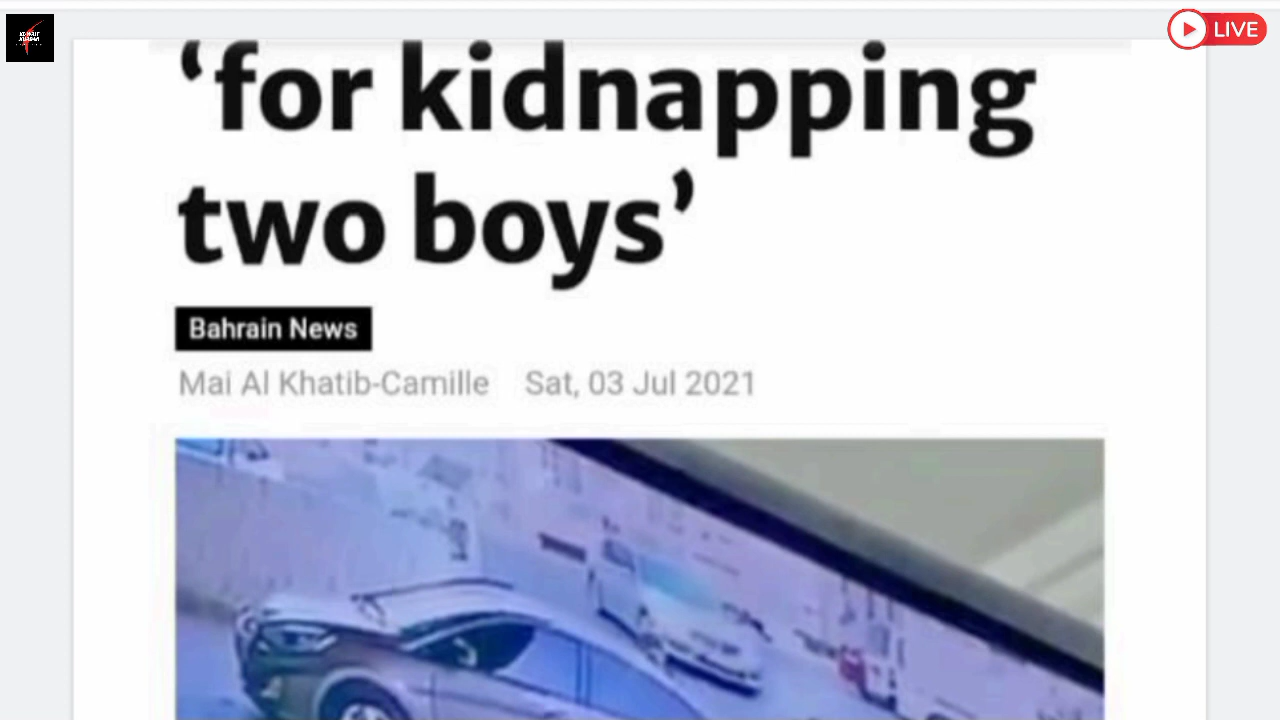 LIVE
‘for kidnapping
two boys’
Bahrain News
Mai Al Khatib-Camille Sat, 03 Jul 2021